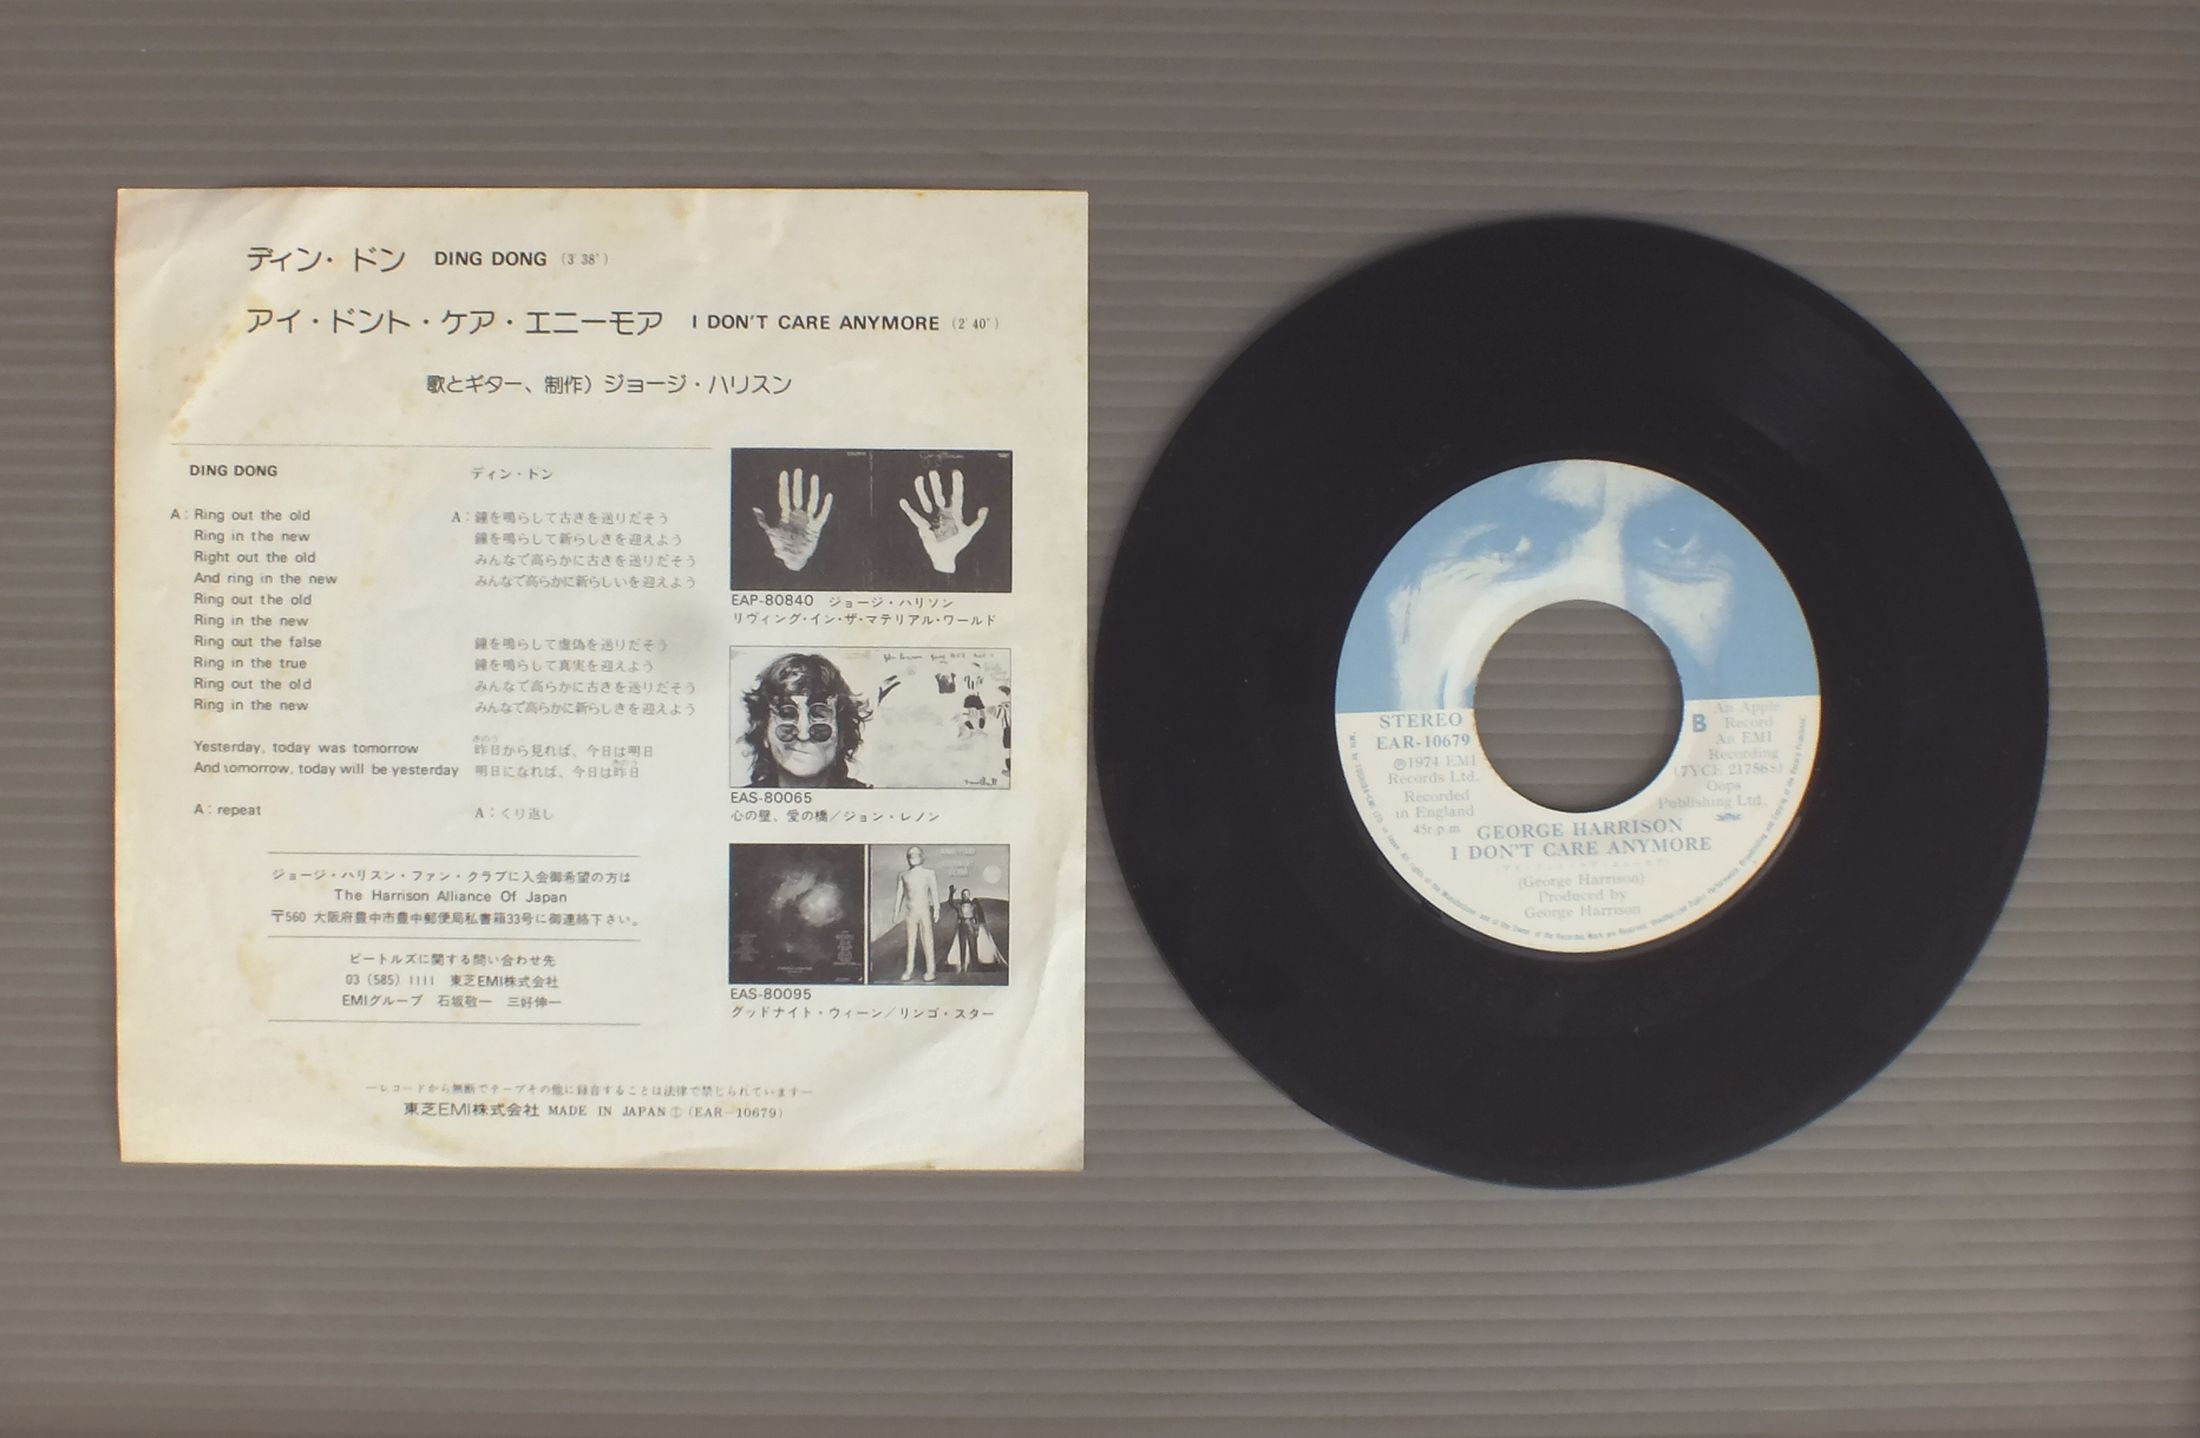 ディン・ドン DING DONG (3′38″)
アイ・ドント・ケア・エニーモア I DON'T CARE ANYMORE (2′40″)
歌とギター、制作) ジョージ・ハリスン
DING DONG
A : Ring out the old
Ring in the new
Right out the old
And ring in the new
Ring out the old
Ring in the new
Ring out the false
Ring in the true
Ring out the old
Ring in the new
Yesterday, today was tomorrow
And tomorrow, today will be yesterday
A : repeat
ディン・ドン
A : 鐘を鳴らして古きを送りだそう
鐘を鳴らして新らしきを迎えよう
みんなで高らかに古きを送りだそう
みんなで高らかに新らしいを迎えよう
鐘を鳴らして虚偽を送りだそう
鐘を鳴らして真実を迎えよう
みんなで高らかに古きを送りだそう
みんなで高らかに新らしきを迎えよう
昨日から見れば、今日は明日
明日になれば、今日は昨日
A : くり返し
ジョージ・ハリスン・ファン・クラブに入会御希望の方は
The Harrison Alliance Of Japan
〒560 大阪府豊中市豊中郵便局私書箱33号に御連絡下さい。
ビートルズに関する問い合わせ先
03 (585) 1111 東芝EMI株式会社
EMIグループ 石坂敬一 三好伸一
EAP-80840 ジョージ・ハリソン
リヴィング・イン・ザ・マテリアル・ワールド
EAS-80065
心の壁、愛の橋／ジョン・レノン
EAS-80095
グッドナイト・ウィーン／リンゴ・スター
—レコードから無断でテープその他に録音することは法律で禁じられています—
東芝EMI株式会社 MADE IN JAPAN Ⓣ (EAR-10679)
STEREO
EAR-10679
Ⓟ1974 EMI
Records Ltd.
Recorded
in England
45r.p.m
B
An Apple
Record
An EMI
Recording
(7YCE 21756s)
Oops
Publishing Ltd.
GEORGE HARRISON
I DON'T CARE ANYMORE
(アイ・ドント・ケア・エニーモア)
(George Harrison)
Produced by
George Harrison